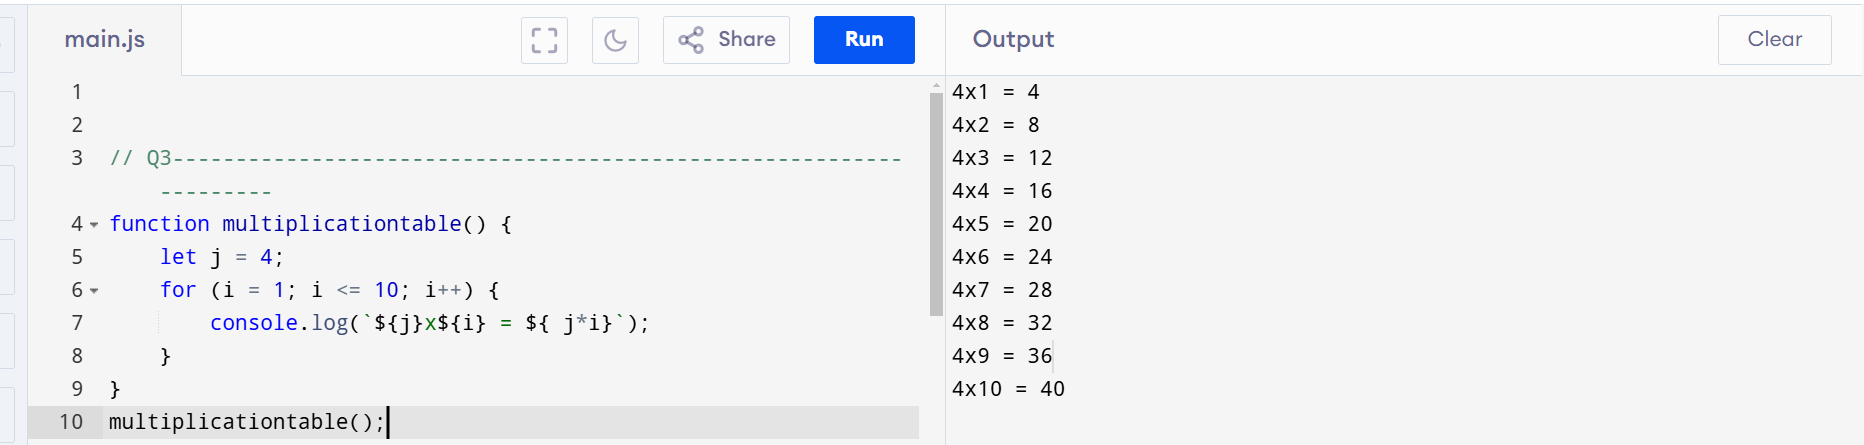 main.js
Share
Run
Output
Clear
1
2
3 // Q3----------------------------------------------------------
---------
4 function multiplicationtable() {
5 let j = 4;
6 for (i = 1; i <= 10; i++) {
7 console.log(`${j}x${i} = ${ j*i}`);
8 }
9 }
10 multiplicationtable();
4x1 = 4
4x2 = 8
4x3 = 12
4x4 = 16
4x5 = 20
4x6 = 24
4x7 = 28
4x8 = 32
4x9 = 36
4x10 = 40